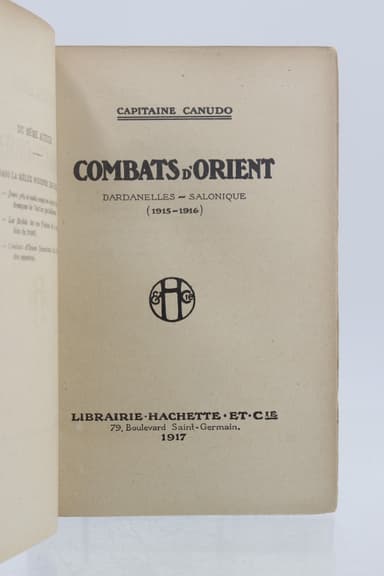 DU MÊME AUTEUR
CAPITAINE CANUDO
COMBATS D'ORIENT
DARDANELLES — SALONIQUE
(1915-1916)
H & Cie
LIBRAIRIE·HACHETTE·ET·CIE
79, Boulevard Saint-Germain.
1917